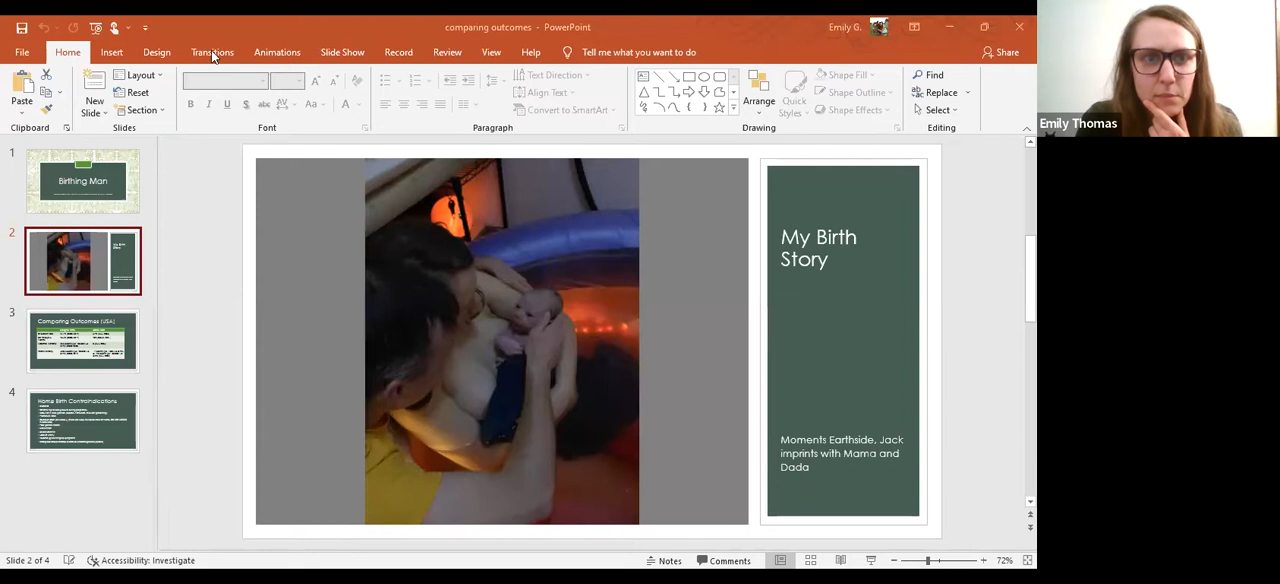 comparing outcomes - PowerPoint
Emily G.
File Home Insert Design Transitions Animations Slide Show Record Review View Help Tell me what you want to do Share
Paste
New Slide
Layout
Reset
Section
Text Direction
Align Text
Convert to SmartArt
Arrange
Quick Styles
Shape Fill
Shape Outline
Shape Effects
Find
Replace
Select
Clipboard Slides Font Paragraph Drawing Editing
Emily Thomas
1
Birthing Man
2
3
Comparing Outcomes (USA)
4
Home Birth Contraindications
My Birth
Story
Moments Earthside, Jack
imprints with Mama and
Dada
Slide 2 of 4 Accessibility: Investigate Notes Comments 72%